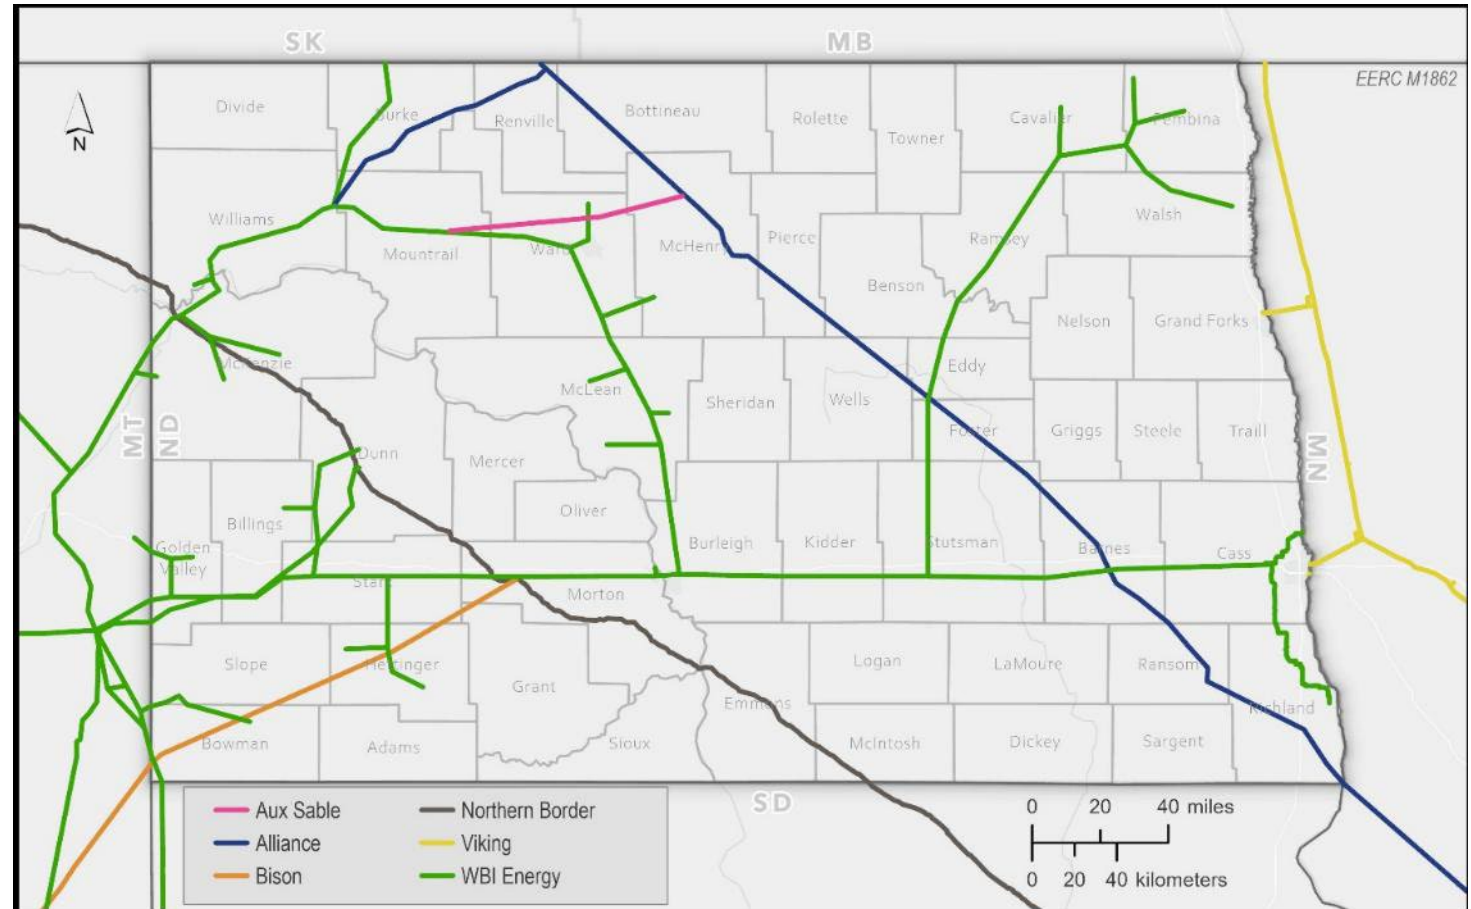 SK
MB
EERC M1862
N
Divide
Burke
Renville
Bottineau
Rolette
Towner
Cavalier
Pembina
Williams
Mountrail
Ward
McHenry
Pierce
Benson
Ramsey
Walsh
Nelson
Grand Forks
McKenzie
McLean
Sheridan
Wells
Eddy
Foster
Griggs
Steele
Traill
MT
ND
MN
Dunn
Mercer
Oliver
Billings
Golden
Valley
Stark
Morton
Burleigh
Kidder
Stutsman
Barnes
Cass
Slope
Hettinger
Grant
Emmons
Logan
LaMoure
Ransom
Richland
Bowman
Adams
Sioux
McIntosh
Dickey
Sargent
SD
Aux Sable
Alliance
Bison
Northern Border
Viking
WBI Energy
0 20 40 miles
0 20 40 kilometers